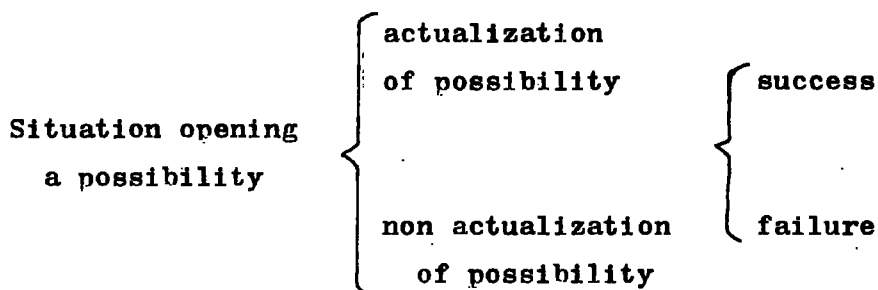 actualization
of possibility
success
Situation opening
a possibility
non actualization
of possibility
failure